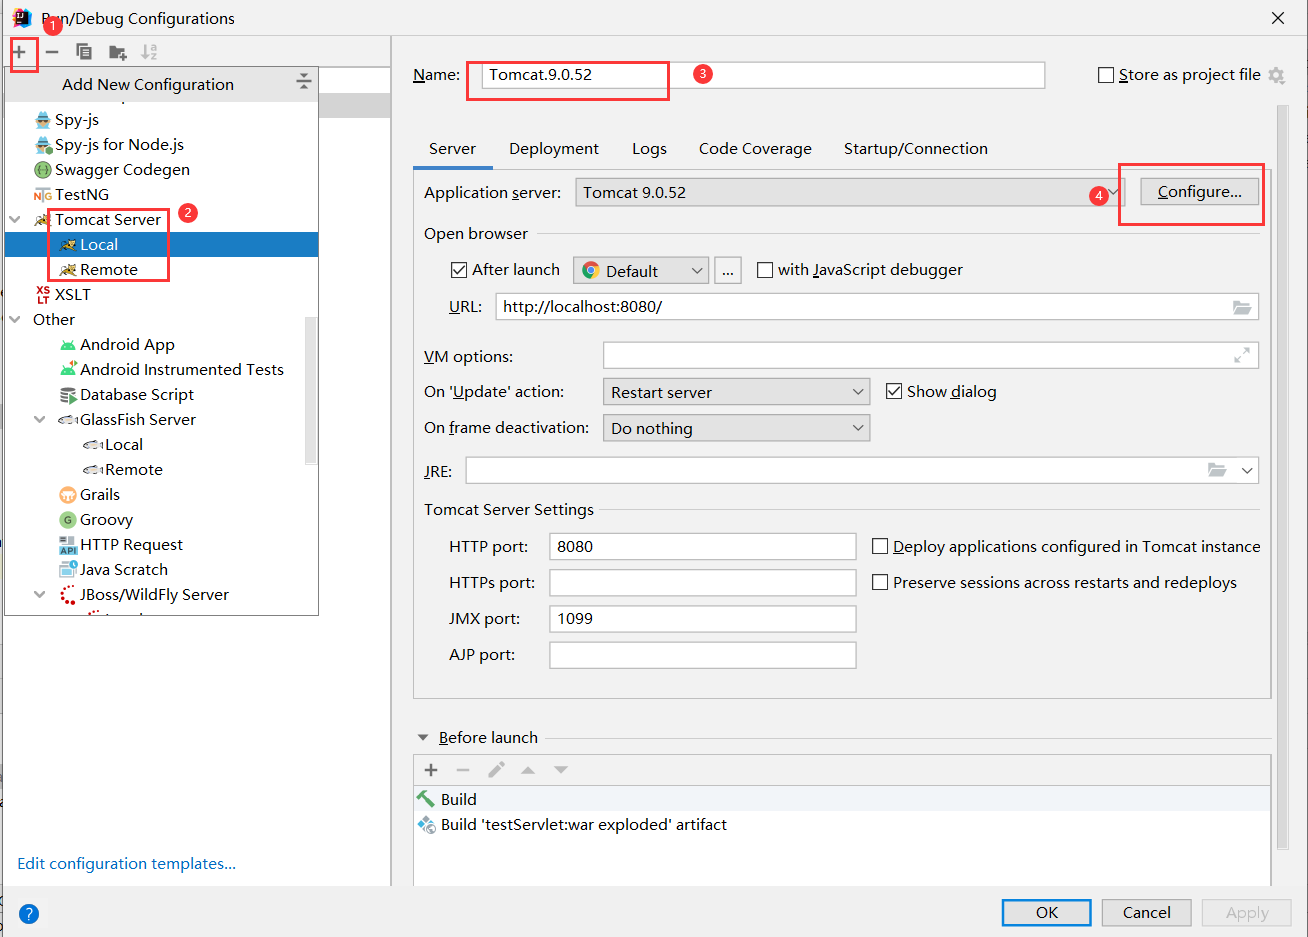 Run/Debug Configurations
1
Add New Configuration
Spy-js
Spy-js for Node.js
Swagger Codegen
TestNG
Tomcat Server
2
Local
Remote
XSLT
Other
Android App
Android Instrumented Tests
Database Script
GlassFish Server
Local
Remote
Grails
Groovy
HTTP Request
Java Scratch
JBoss/WildFly Server
Edit configuration templates...
Name: Tomcat.9.0.52 3 Store as project file
Server Deployment Logs Code Coverage Startup/Connection
Application server: Tomcat 9.0.52 4 Configure...
Open browser
After launch Default ... with JavaScript debugger
URL: http://localhost:8080/
VM options:
On 'Update' action: Restart server Show dialog
On frame deactivation: Do nothing
JRE:
Tomcat Server Settings
HTTP port: 8080 Deploy applications configured in Tomcat instance
HTTPs port: Preserve sessions across restarts and redeploys
JMX port: 1099
AJP port:
Before launch
Build
Build 'testServlet:war exploded' artifact
? OK Cancel Apply